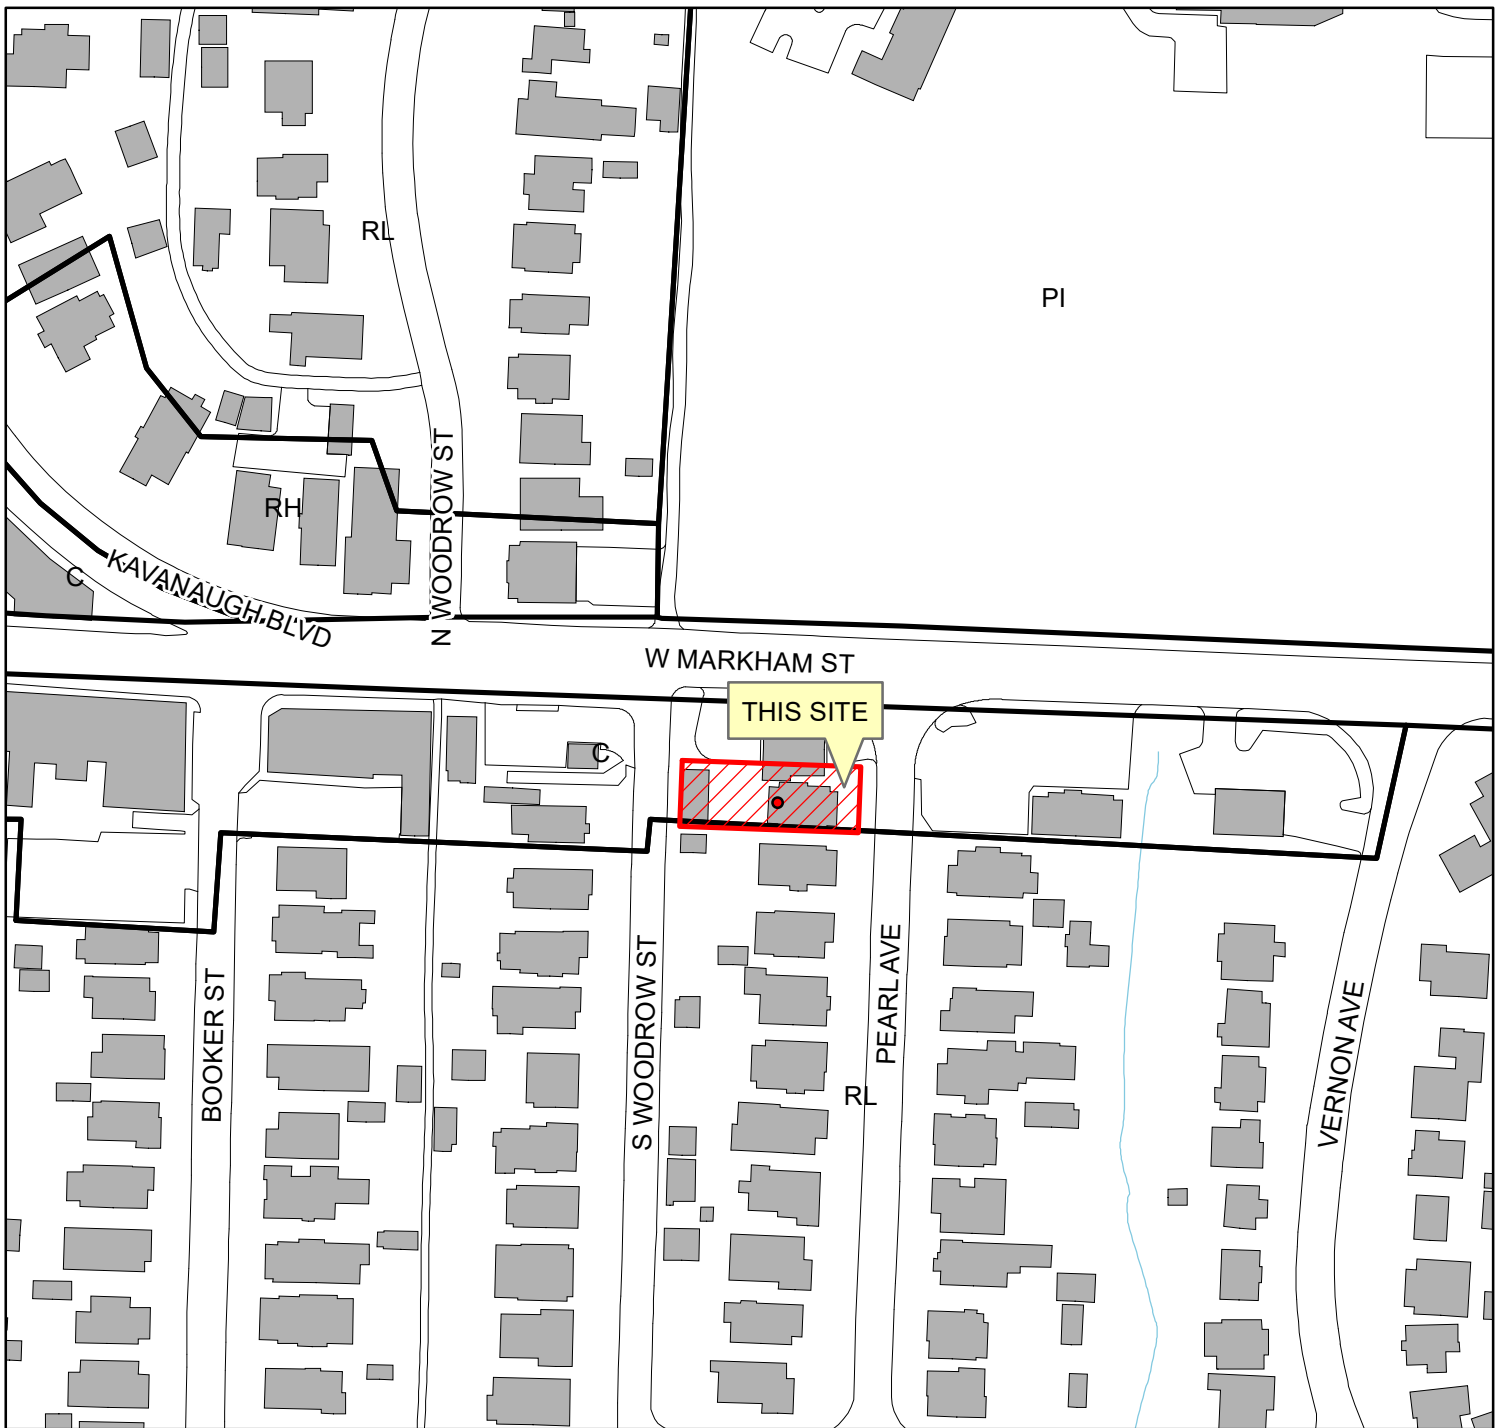 RL
PI
RH
N WOODROW ST
C
KAVANAUGH BLVD
W MARKHAM ST
THIS SITE
C
BOOKER ST
S WOODROW ST
PEARL AVE
VERNON AVE
RL